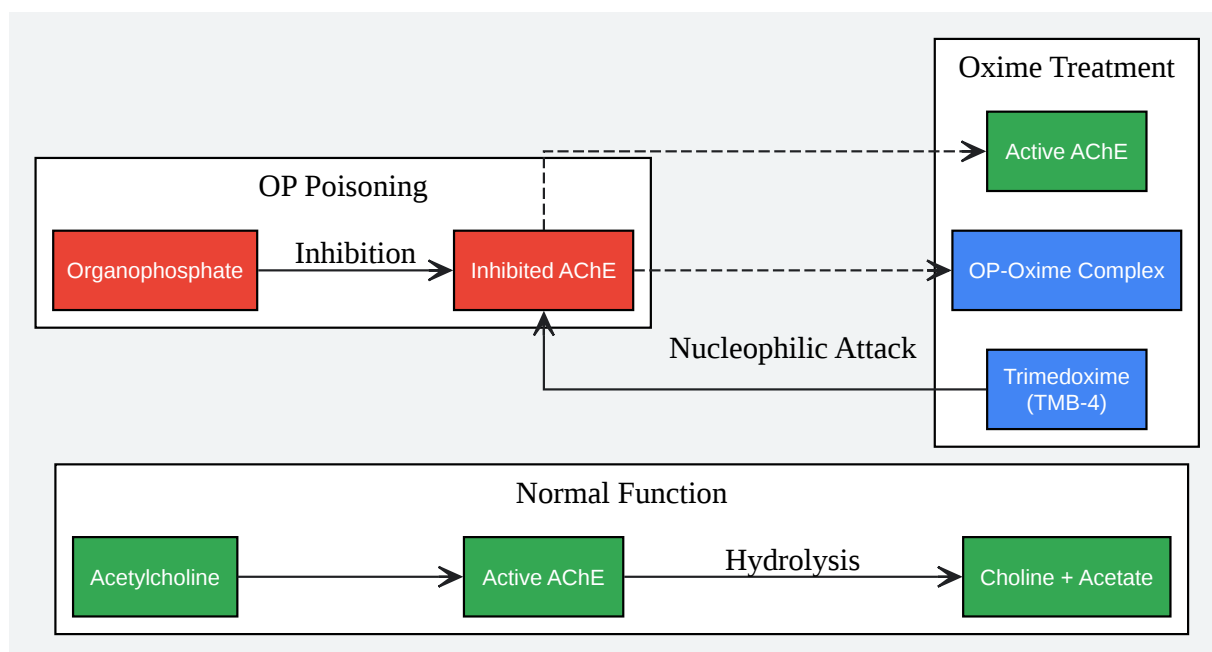 Oxime Treatment
Active AChE
OP Poisoning
Organophosphate
Inhibition
Inhibited AChE
OP-Oxime Complex
Nucleophilic Attack
Trimedoxime
(TMB-4)
Normal Function
Acetylcholine
Active AChE
Hydrolysis
Choline + Acetate